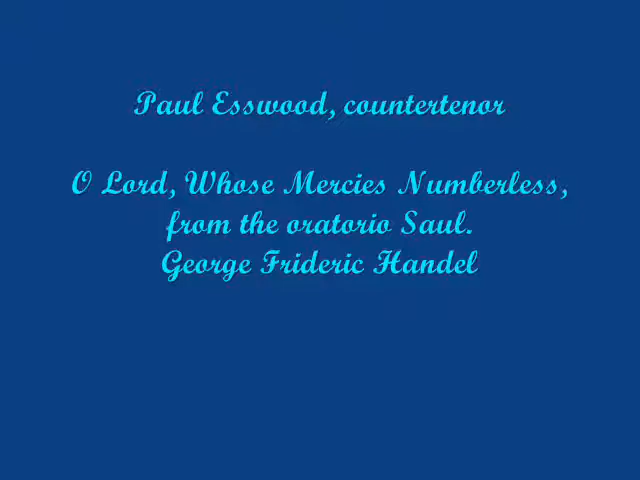 Paul Esswood, countertenor
O Lord, Whose Mercies Numberless,
from the oratorio Saul.
George Frideric Handel